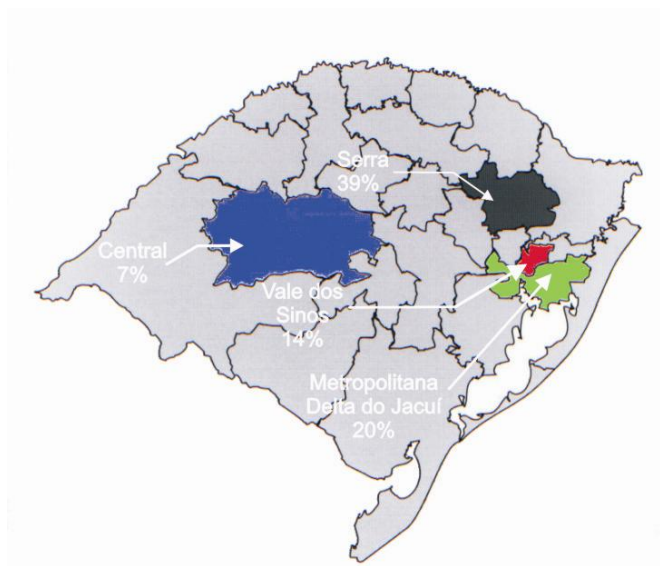 Serra
39%
Central
7%
Vale dos
Sinos
14%
Metropolitana
Delta do Jacuí
20%